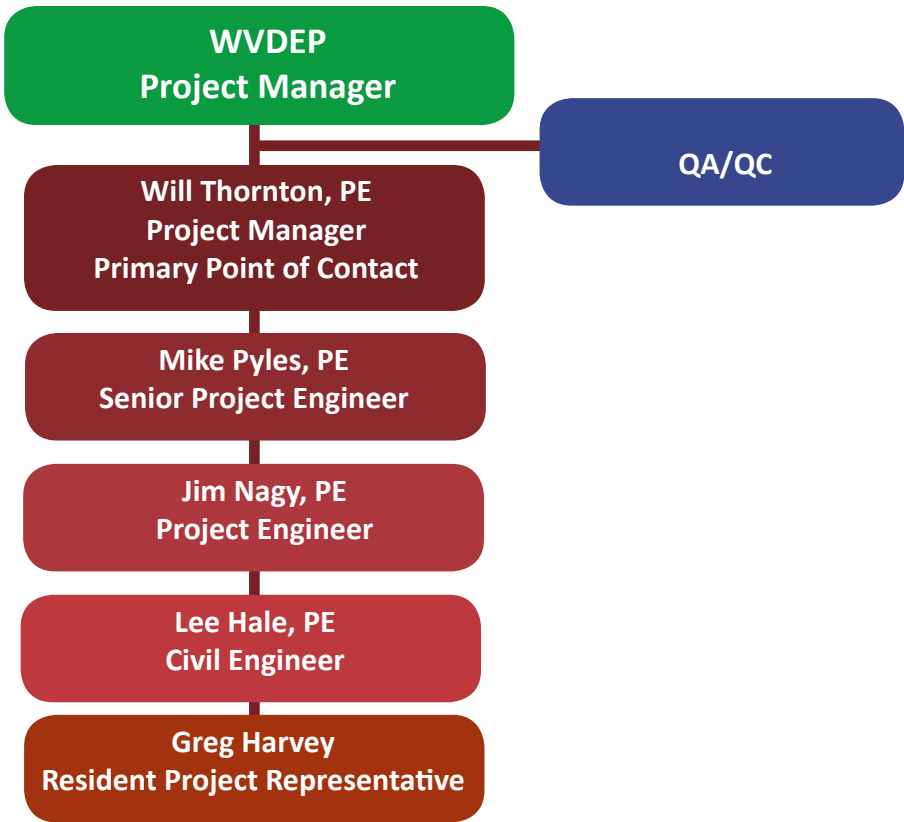 WVDEP
Project Manager
QA/QC
Will Thornton, PE
Project Manager
Primary Point of Contact
Mike Pyles, PE
Senior Project Engineer
Jim Nagy, PE
Project Engineer
Lee Hale, PE
Civil Engineer
Greg Harvey
Resident Project Representative